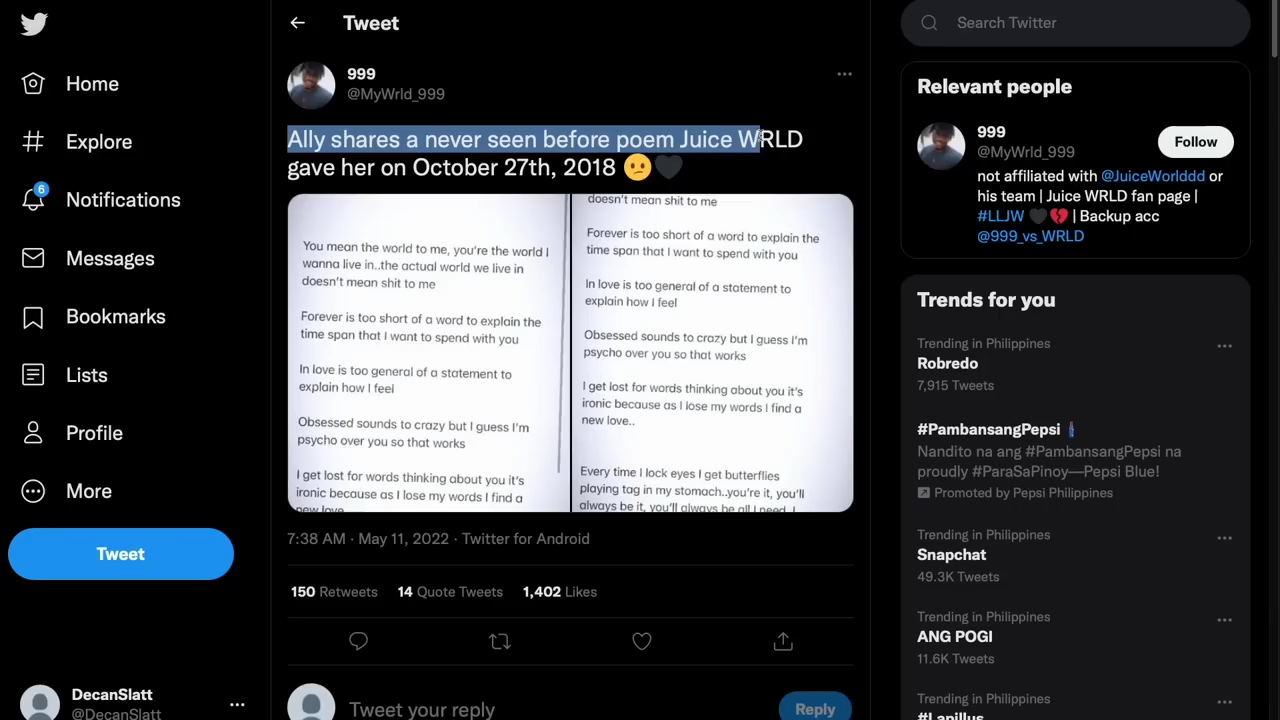 Home
Explore
6
Notifications
Messages
Bookmarks
Lists
Profile
More
Tweet
DecanSlatt
@DecanSlatt
Tweet
999
@MyWrld_999
Ally shares a never seen before poem Juice WRLD
gave her on October 27th, 2018 😕🖤
You mean the world to me, you're the world I
wanna live in..the actual world we live in
doesn't mean shit to me
Forever is too short of a word to explain the
time span that I want to spend with you
In love is too general of a statement to
explain how I feel
Obsessed sounds to crazy but I guess I'm
psycho over you so that works
I get lost for words thinking about you it's
ironic because as I lose my words I find a
new love
doesn't mean shit to me
Forever is too short of a word to explain the
time span that I want to spend with you
In love is too general of a statement to
explain how I feel
Obsessed sounds to crazy but I guess I'm
psycho over you so that works
I get lost for words thinking about you it's
ironic because as I lose my words I find a
new love..
Every time I lock eyes I get butterflies
playing tag in my stomach..you're it, you'll
always be it, you'll always be all I need, I
7:38 AM · May 11, 2022 · Twitter for Android
150 Retweets 14 Quote Tweets 1,402 Likes
Tweet your reply
Reply
Search Twitter
Relevant people
999
@MyWrld_999
Follow
not affiliated with @JuiceWorlddd or
his team | Juice WRLD fan page |
#LLJW 🖤💔 | Backup acc
@999_vs_WRLD
Trends for you
Trending in Philippines
Robredo
7,915 Tweets
#PambansangPepsi
Nandito na ang #PambansangPepsi na
proudly #ParaSaPinoy—Pepsi Blue!
Promoted by Pepsi Philippines
Trending in Philippines
Snapchat
49.3K Tweets
Trending in Philippines
ANG POGI
11.6K Tweets
Trending in Philippines
#Lapillus